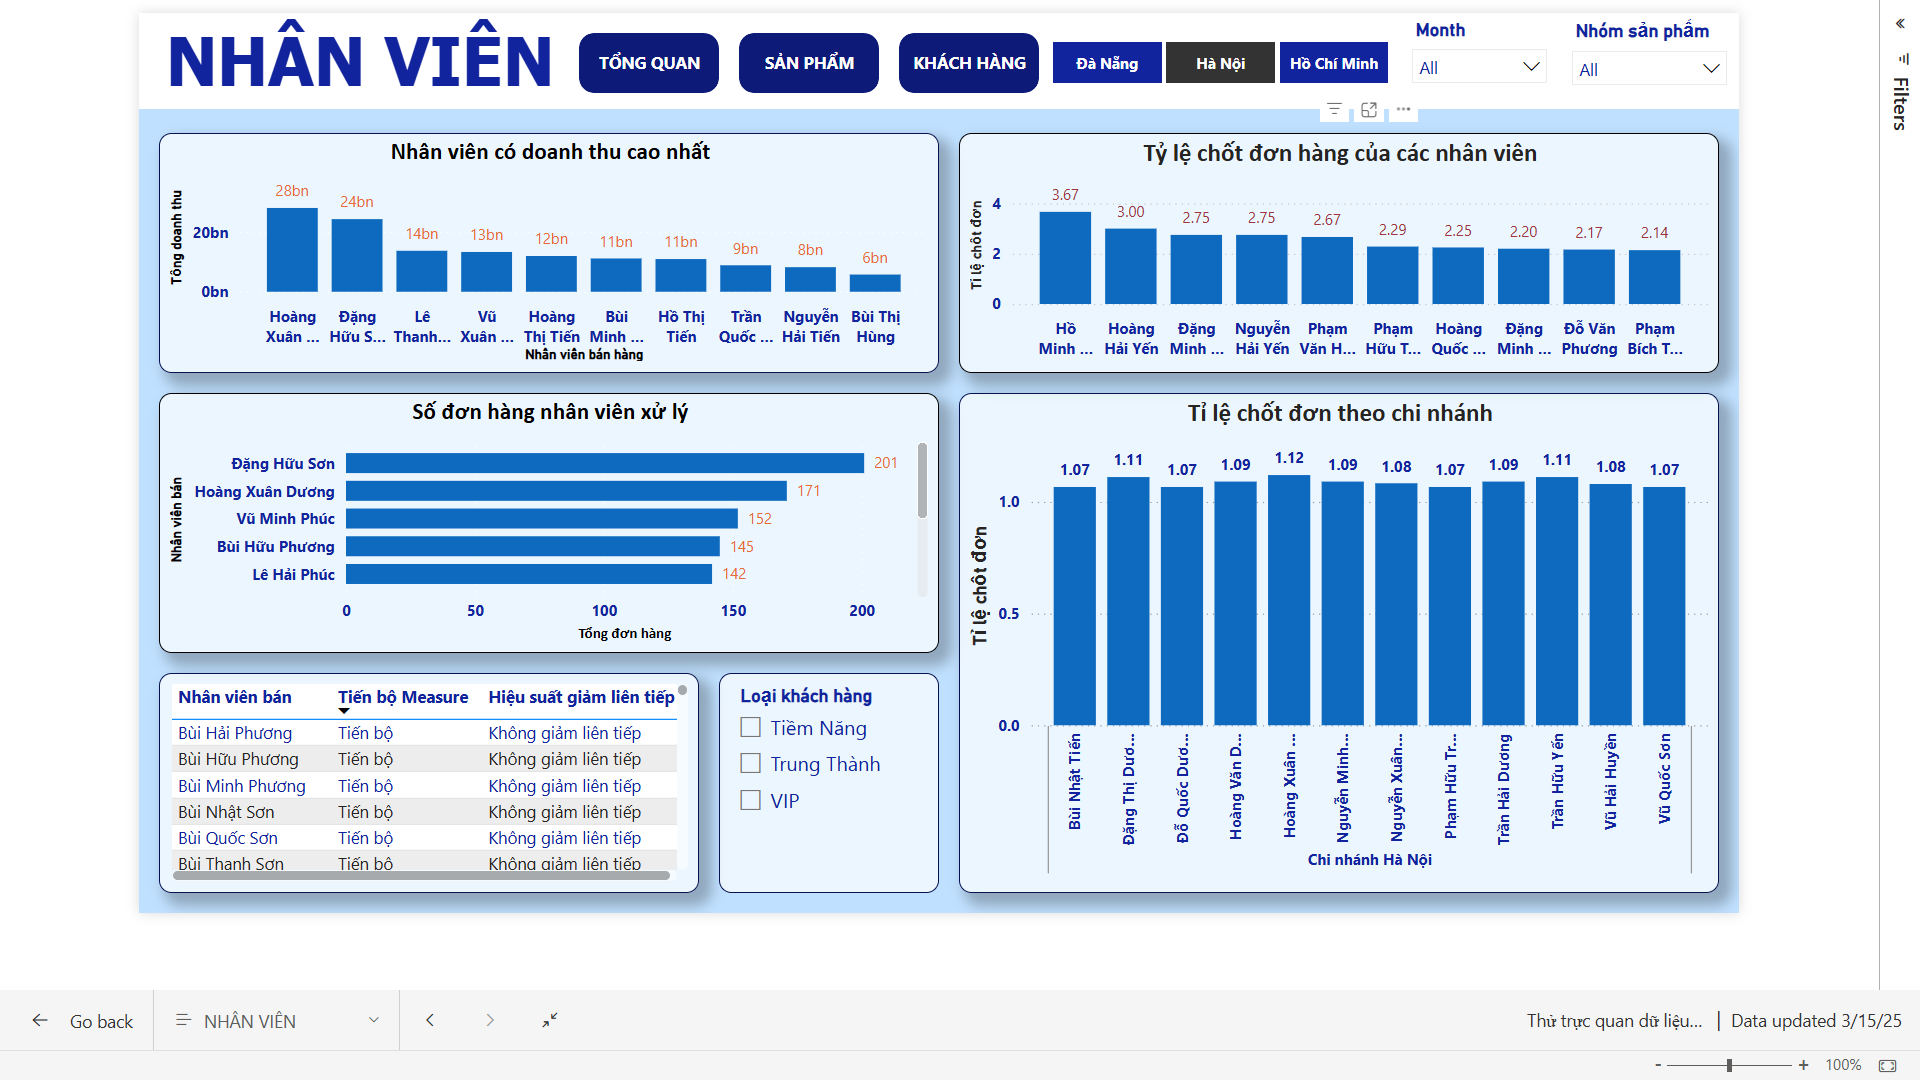 NHÂN VIÊN
TỔNG QUAN
SẢN PHẨM
KHÁCH HÀNG
Đà Nẵng
Hà Nội
Hồ Chí Minh
Month
All
Nhóm sản phẩm
All
Filters
Nhân viên có doanh thu cao nhất
Tổng doanh thu
20bn
0bn
28bn 24bn 14bn 13bn 12bn 11bn 11bn 9bn 8bn 6bn
Hoàng Đặng Lê Vũ Hoàng Bùi Hồ Thị Trần Nguyễn Bùi Thị
Xuân ... Hữu S... Thanh... Xuân ... Thị Tiến Minh ... Tiến Quốc ... Hải Tiến Hùng
Nhân viên bán hàng
Tỷ lệ chốt đơn hàng của các nhân viên
Tỉ lệ chốt đơn
4
2
0
3.67 3.00 2.75 2.75 2.67 2.29 2.25 2.20 2.17 2.14
Hồ Hoàng Đặng Nguyễn Phạm Phạm Hoàng Đặng Đỗ Văn Phạm
Minh ... Hải Yến Minh ... Hải Yến Văn H... Hữu T... Quốc ... Minh ... Phương Bích T...
Số đơn hàng nhân viên xử lý
Nhân viên bán
Đặng Hữu Sơn 201
Hoàng Xuân Dương 171
Vũ Minh Phúc 152
Bùi Hữu Phương 145
Lê Hải Phúc 142
0 50 100 150 200
Tổng đơn hàng
Tỉ lệ chốt đơn theo chi nhánh
Tỉ lệ chốt đơn
1.0
0.5
0.0
1.07 1.11 1.07 1.09 1.12 1.09 1.08 1.07 1.09 1.11 1.08 1.07
Bùi Nhật Tiến
Đặng Thị Dươ...
Đỗ Quốc Dươ...
Hoàng Văn D...
Hoàng Xuân ...
Nguyễn Minh...
Nguyễn Xuân...
Phạm Hữu Tr...
Trần Hải Dương
Trần Hữu Yến
Vũ Hải Huyền
Vũ Quốc Sơn
Chi nhánh Hà Nội
Nhân viên bán Tiến bộ Measure Hiệu suất giảm liên tiếp
Bùi Hải Phương Tiến bộ Không giảm liên tiếp
Bùi Hữu Phương Tiến bộ Không giảm liên tiếp
Bùi Minh Phương Tiến bộ Không giảm liên tiếp
Bùi Nhật Sơn Tiến bộ Không giảm liên tiếp
Bùi Quốc Sơn Tiến bộ Không giảm liên tiếp
Bùi Thanh Sơn Tiến bộ Không giảm liên tiếp
Loại khách hàng
Tiềm Năng
Trung Thành
VIP
Go back
NHÂN VIÊN
Thử trực quan dữ liệu... | Data updated 3/15/25
- + 100%